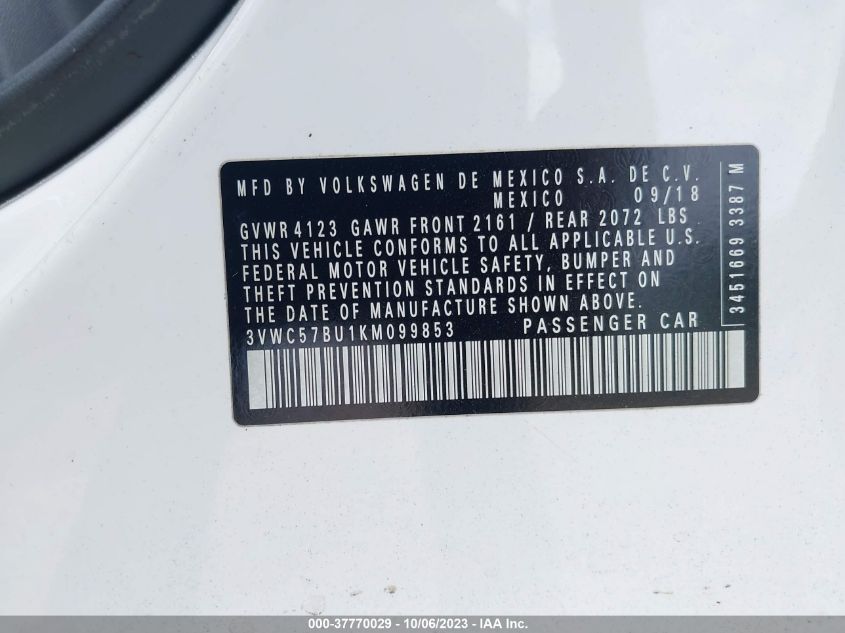 MFD BY VOLKSWAGEN DE MEXICO S.A. DE C.V.
MEXICO 09/18
GVWR 4123 GAWR FRONT 2161 / REAR 2072 LBS
THIS VEHICLE CONFORMS TO ALL APPLICABLE U.S.
FEDERAL MOTOR VEHICLE SAFETY, BUMPER AND
THEFT PREVENTION STANDARDS IN EFFECT ON
THE DATE OF MANUFACTURE SHOWN ABOVE.
3VWC57BU1KM099853 PASSENGER CAR
3451669 3387 M
000-37770029 - 10/06/2023 - IAA Inc.